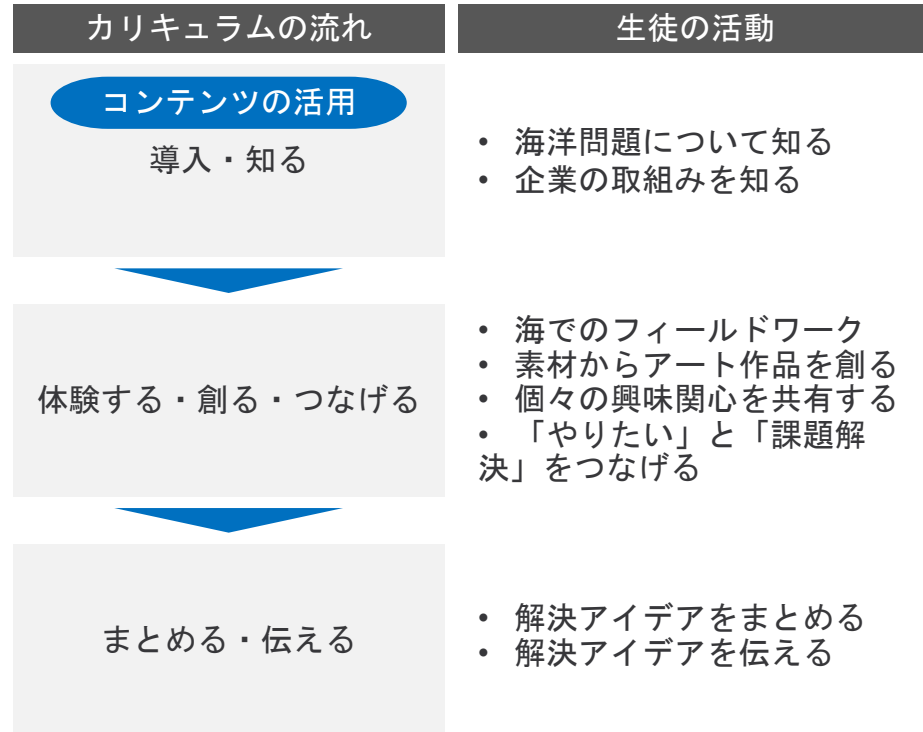 カリキュラムの流れ
生徒の活動
コンテンツの活用
導入・知る
• 海洋問題について知る
• 企業の取組みを知る
体験する・創る・つなげる
• 海でのフィールドワーク
• 素材からアート作品を創る
• 個々の興味関心を共有する
• 「やりたい」と「課題解
決」をつなげる
まとめる・伝える
• 解決アイデアをまとめる
• 解決アイデアを伝える